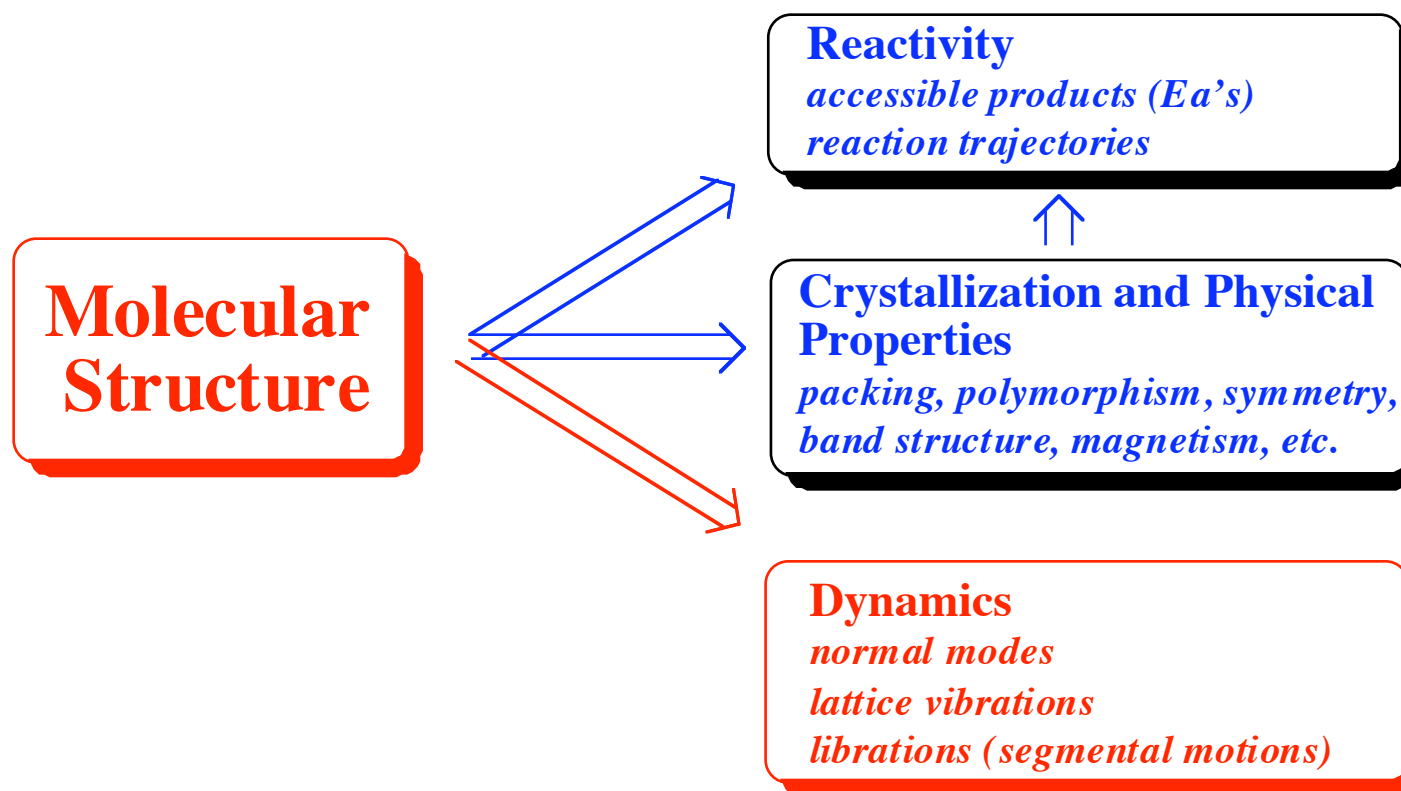 Molecular
Structure
Reactivity
accessible products (Ea’s)
reaction trajectories
Crystallization and Physical
Properties
packing, polymorphism, symmetry,
band structure, magnetism, etc.
Dynamics
normal modes
lattice vibrations
librations (segmental motions)